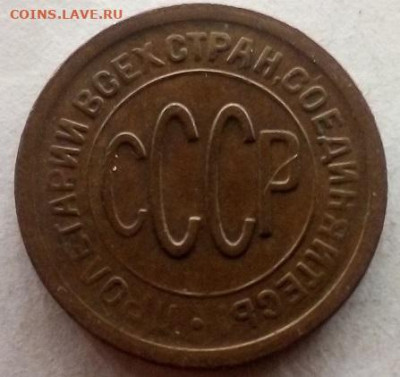 COINS.LAVE.RU
ПРОЛЕТАРИИ ВСЕХ СТРАН, СОЕДИНЯЙТЕСЬ •
СССР